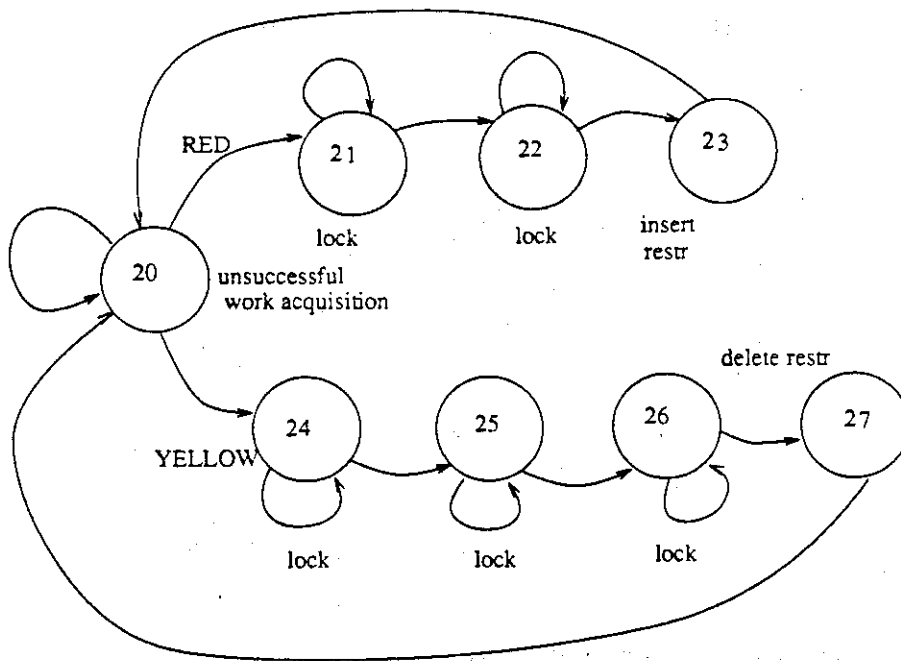 RED
21
22
23
lock
lock
insert
restr
20
unsuccessful
work acquisition
delete restr
24
25
26
27
YELLOW
lock
lock
lock